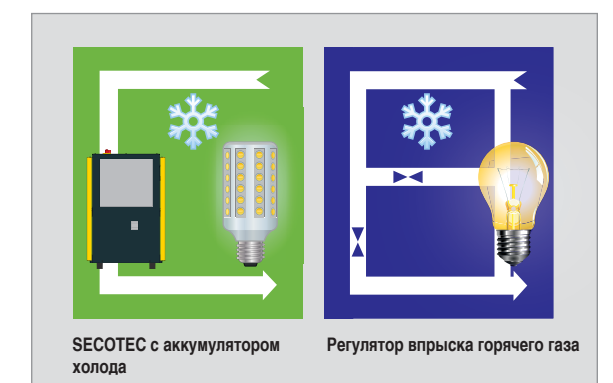 SECOTEC с аккумулятором
холода
Регулятор впрыска горячего газа